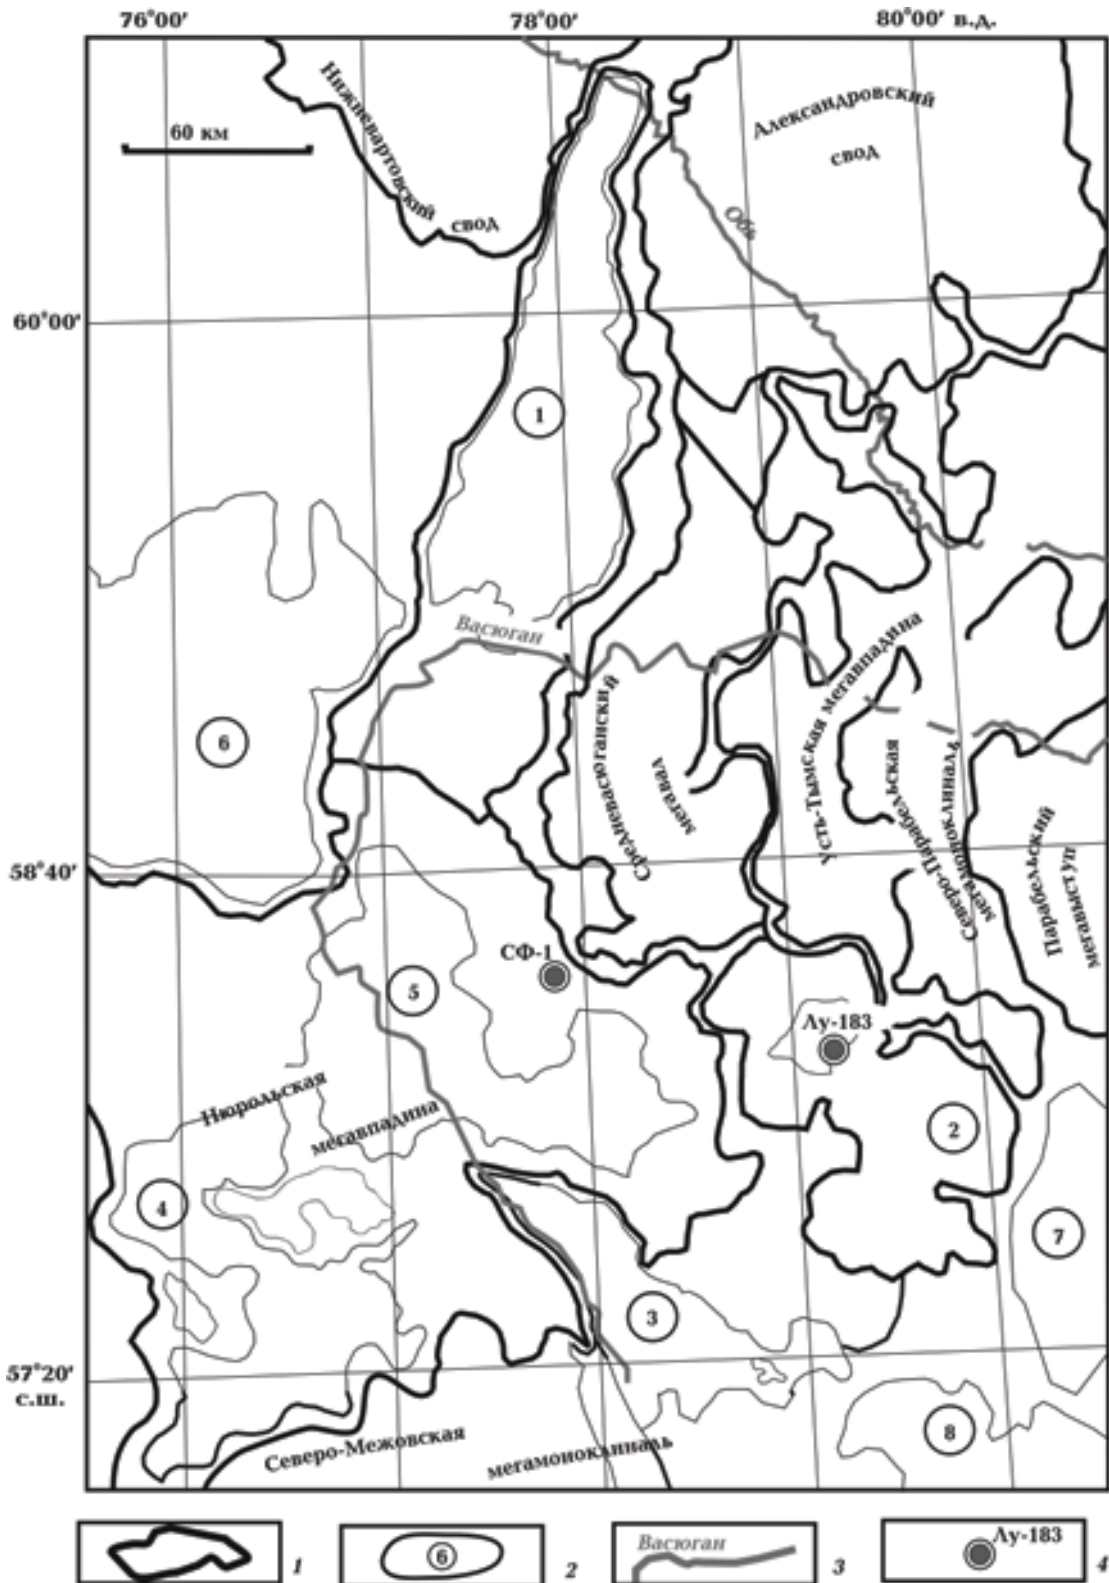 76°00′
78°00′
80°00′ в.д.
Нижневартовский
свод
60 км
Александровский
свод
Обь
60°00′
1
Васюган
6
Средневасюганский
мегавал
Усть-Тымская мегавпадина
Северо-Парабельская
мегамоноклиналь
Парабельский
мегавыступ
58°40′
СФ-1
5
Лу-183
Нюрольская
мегавпадина
2
4
7
3
57°20′
с.ш.
8
Северо-Межовская
мегамоноклиналь
1
6
2
Васюган
3
Лу-183
4